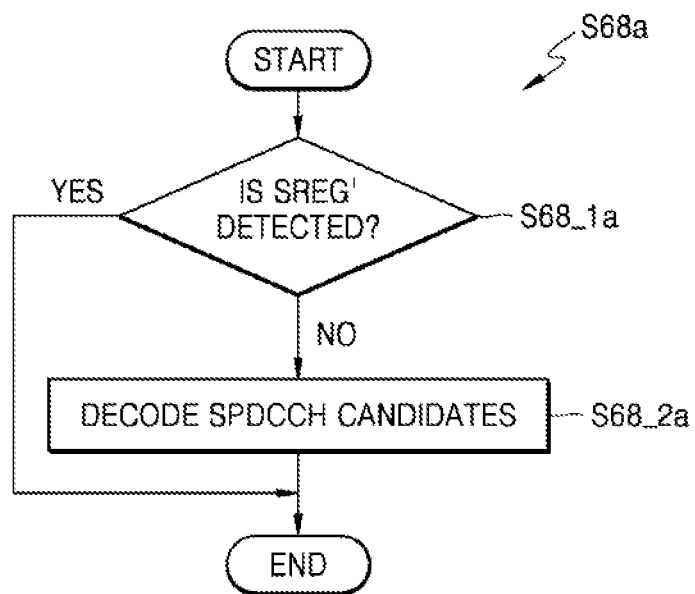 S68a
START
YES
IS SREG'
DETECTED?
S68_1a
NO
DECODE SPDCCH CANDIDATES
S68_2a
END